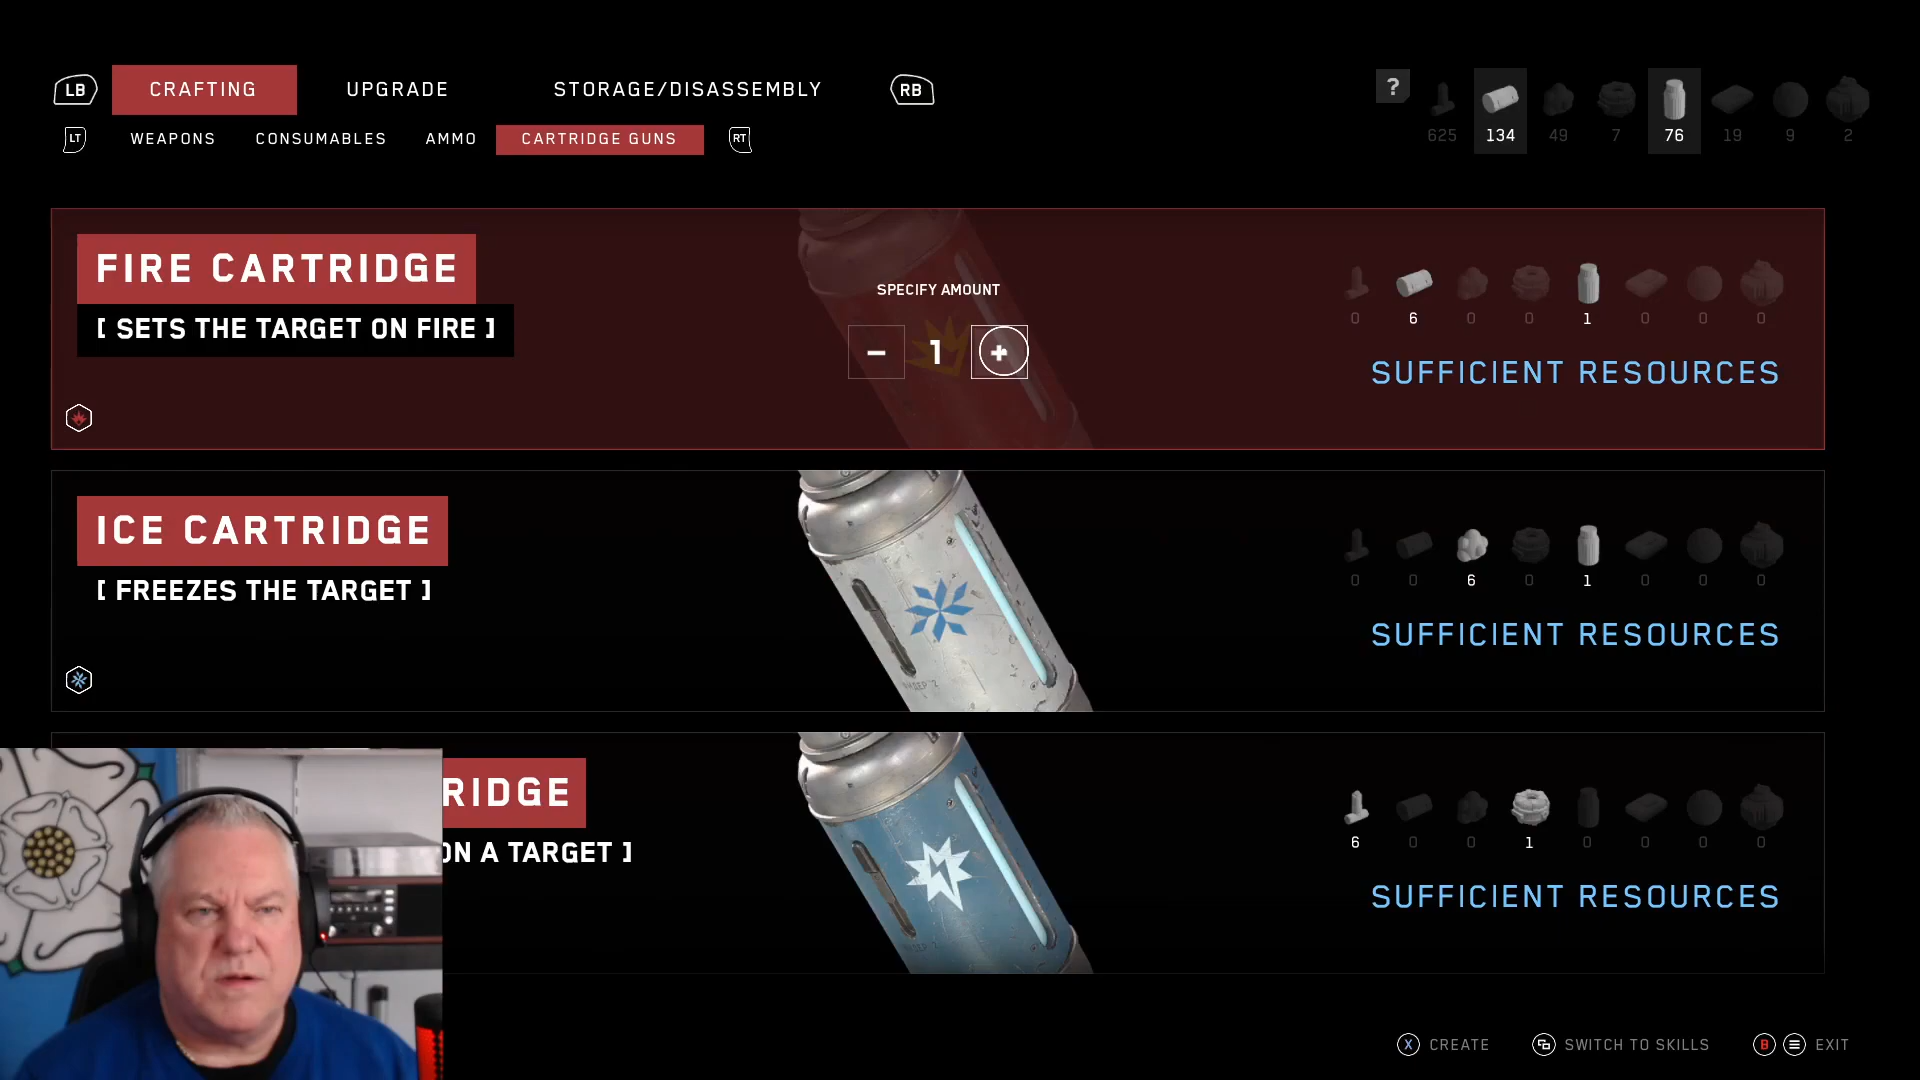 LB CRAFTING UPGRADE STORAGE/DISASSEMBLY RB
LT WEAPONS CONSUMABLES AMMO CARTRIDGE GUNS RT
?
625 134 49 7 76 19 9 2
FIRE CARTRIDGE
[ SETS THE TARGET ON FIRE ]
SPECIFY AMOUNT
− 1 +
0 6 0 0 1 0 0 0
SUFFICIENT RESOURCES
ICE CARTRIDGE
[ FREEZES THE TARGET ]
0 0 6 0 1 0 0 0
SUFFICIENT RESOURCES
RIDGE
ON A TARGET ]
6 0 0 1 0 0 0 0
SUFFICIENT RESOURCES
X CREATE SWITCH TO SKILLS B EXIT